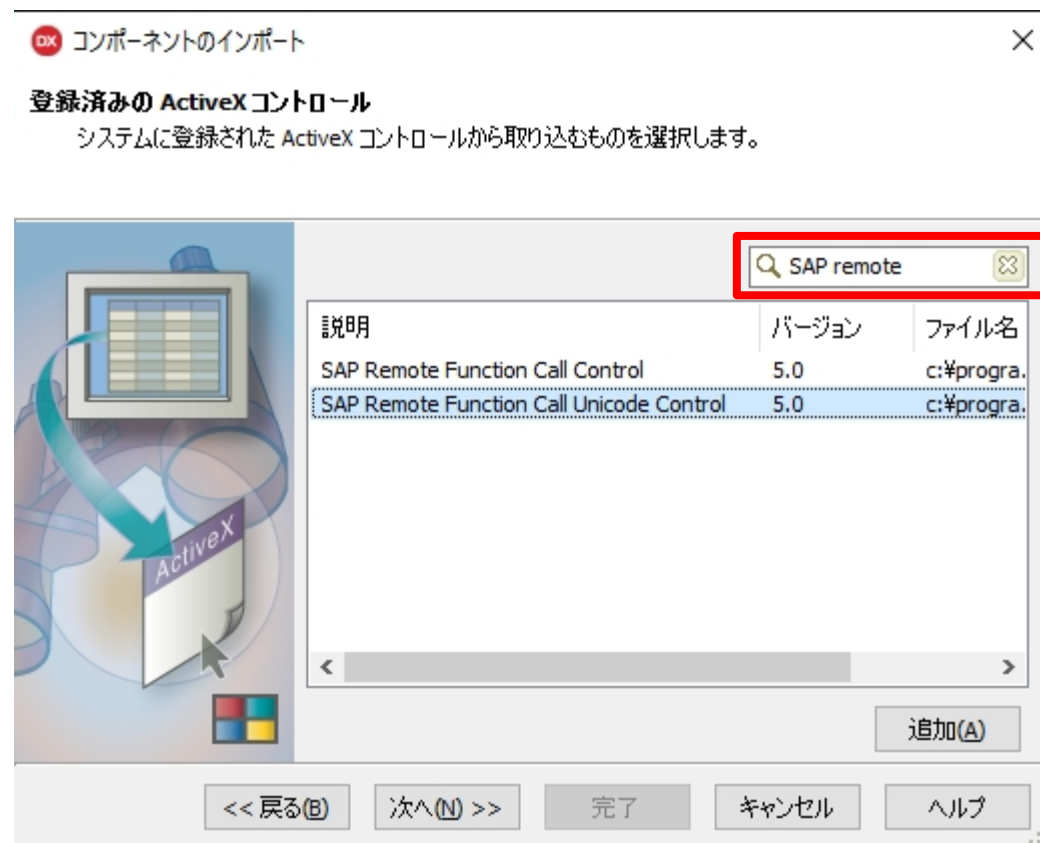 DX コンポーネントのインポート
登録済みの ActiveX コントロール
システムに登録された ActiveX コントロールから取り込むものを選択します。
SAP remote
説明 バージョン ファイル名
SAP Remote Function Call Control 5.0 c:¥progra.
SAP Remote Function Call Unicode Control 5.0 c:¥progra.
ActiveX
追加(A)
<< 戻る(B) 次へ(N) >> 完了 キャンセル ヘルプ